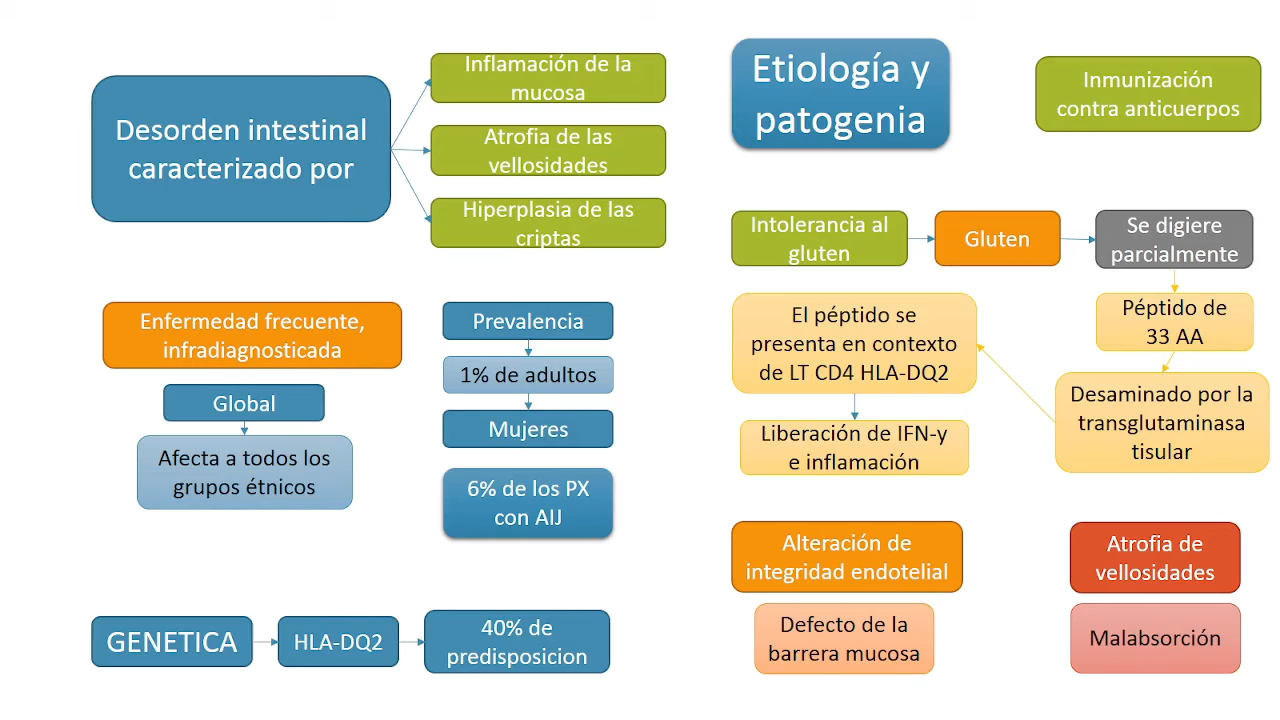 Desorden intestinal
caracterizado por
Inflamación de la
mucosa
Atrofia de las
vellosidades
Hiperplasia de las
criptas
Enfermedad frecuente,
infradiagnosticada
Global
Afecta a todos los
grupos étnicos
Prevalencia
1% de adultos
Mujeres
6% de los PX
con AIJ
GENETICA
HLA-DQ2
40% de
predisposicion
Etiología y
patogenia
Inmunización
contra anticuerpos
Intolerancia al
gluten
Gluten
Se digiere
parcialmente
Péptido de
33 AA
Desaminado por la
transglutaminasa
tisular
El péptido se
presenta en contexto
de LT CD4 HLA-DQ2
Liberación de IFN-y
e inflamación
Alteración de
integridad endotelial
Defecto de la
barrera mucosa
Atrofia de
vellosidades
Malabsorción